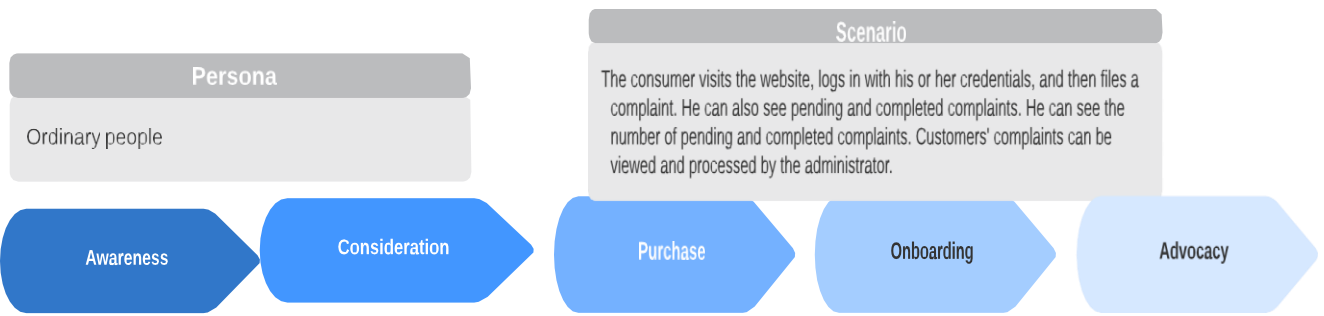 Persona
Ordinary people
Scenario
The consumer visits the website, logs in with his or her credentials, and then files a
complaint. He can also see pending and completed complaints. He can see the
number of pending and completed complaints. Customers' complaints can be
viewed and processed by the administrator.
Awareness
Consideration
Purchase
Onboarding
Advocacy